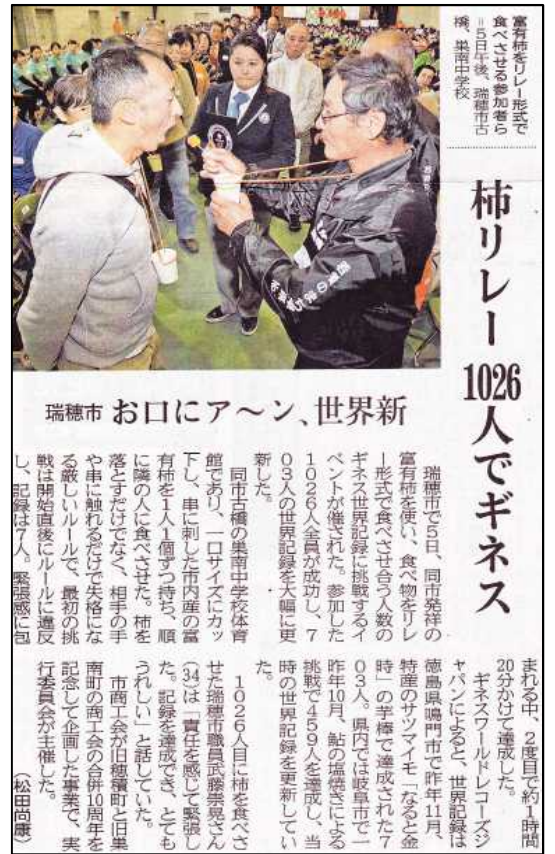 富有柿をリレー形式で
食べさせる参加者ら
＝5日午後、瑞穂市古
橋、巣南中学校
柿リレー 1026人でギネス
瑞穂市 お口にア～ン、世界新
瑞穂市で5日、同市発祥の
富有柿を使い、食べ物をリレ
ー形式で食べさせ合う人数の
ギネス世界記録に挑戦するイ
ベントが催された。参加した
1026人全員が成功し、7
03人の世界記録を大幅に更
新した。
同市古橋の巣南中学校体育
館であり、一口サイズにカッ
トし、串に刺した市内産の富
有柿を1人1個ずつ持ち、順
に隣の人に食べさせた。柿を
落とすだけでなく、相手の手
や串に触れるだけで失格にな
る厳しいルールで、最初の挑
戦は開始直後にルールに違反
し、記録は7人。緊張感に包
まれる中、2度目で約1時間
20分かけて達成した。
ギネスワールドレコーズジ
ャパンによると、世界記録は
徳島県鳴門市で昨年11月、
特産のサツマイモ「なると金
時」の芋棒で達成された7
03人。県内では岐阜市で一
昨年10月、鮎の塩焼きによる
挑戦で459人を達成し、当
時の世界記録を更新してい
た。
1026人目に柿を食べさ
せた瑞穂市職員武藤崇晃さん
(34)は「責任を感じて緊張し
た。記録を達成でき、とても
うれしい」と話していた。
市商工会が旧穂積町と旧巣
南町の商工会の合併10周年を
記念して企画した事業で、実
行委員会が主催した。
（松田尚康）